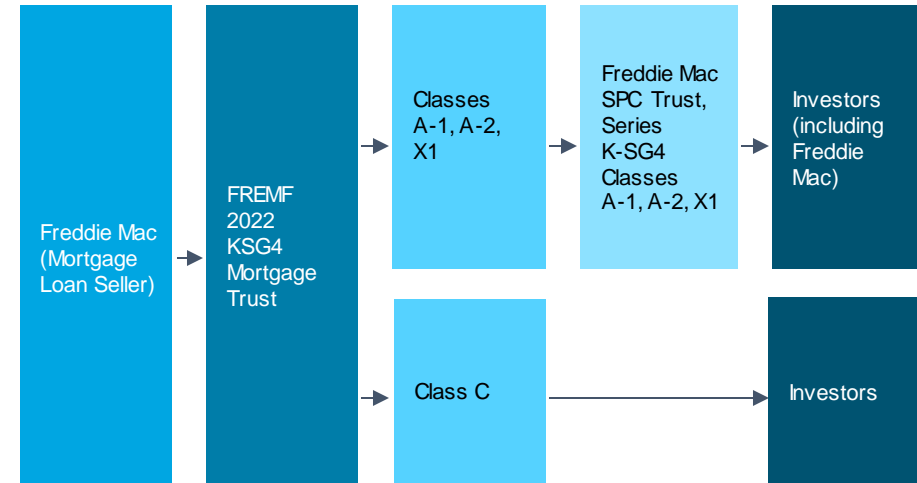 Freddie Mac
(Mortgage
Loan Seller)
FREMF
2022
KSG4
Mortgage
Trust
Classes
A-1, A-2,
X1
Freddie Mac
SPC Trust,
Series
K-SG4
Classes
A-1, A-2, X1
Investors
(including
Freddie
Mac)
Class C
Investors